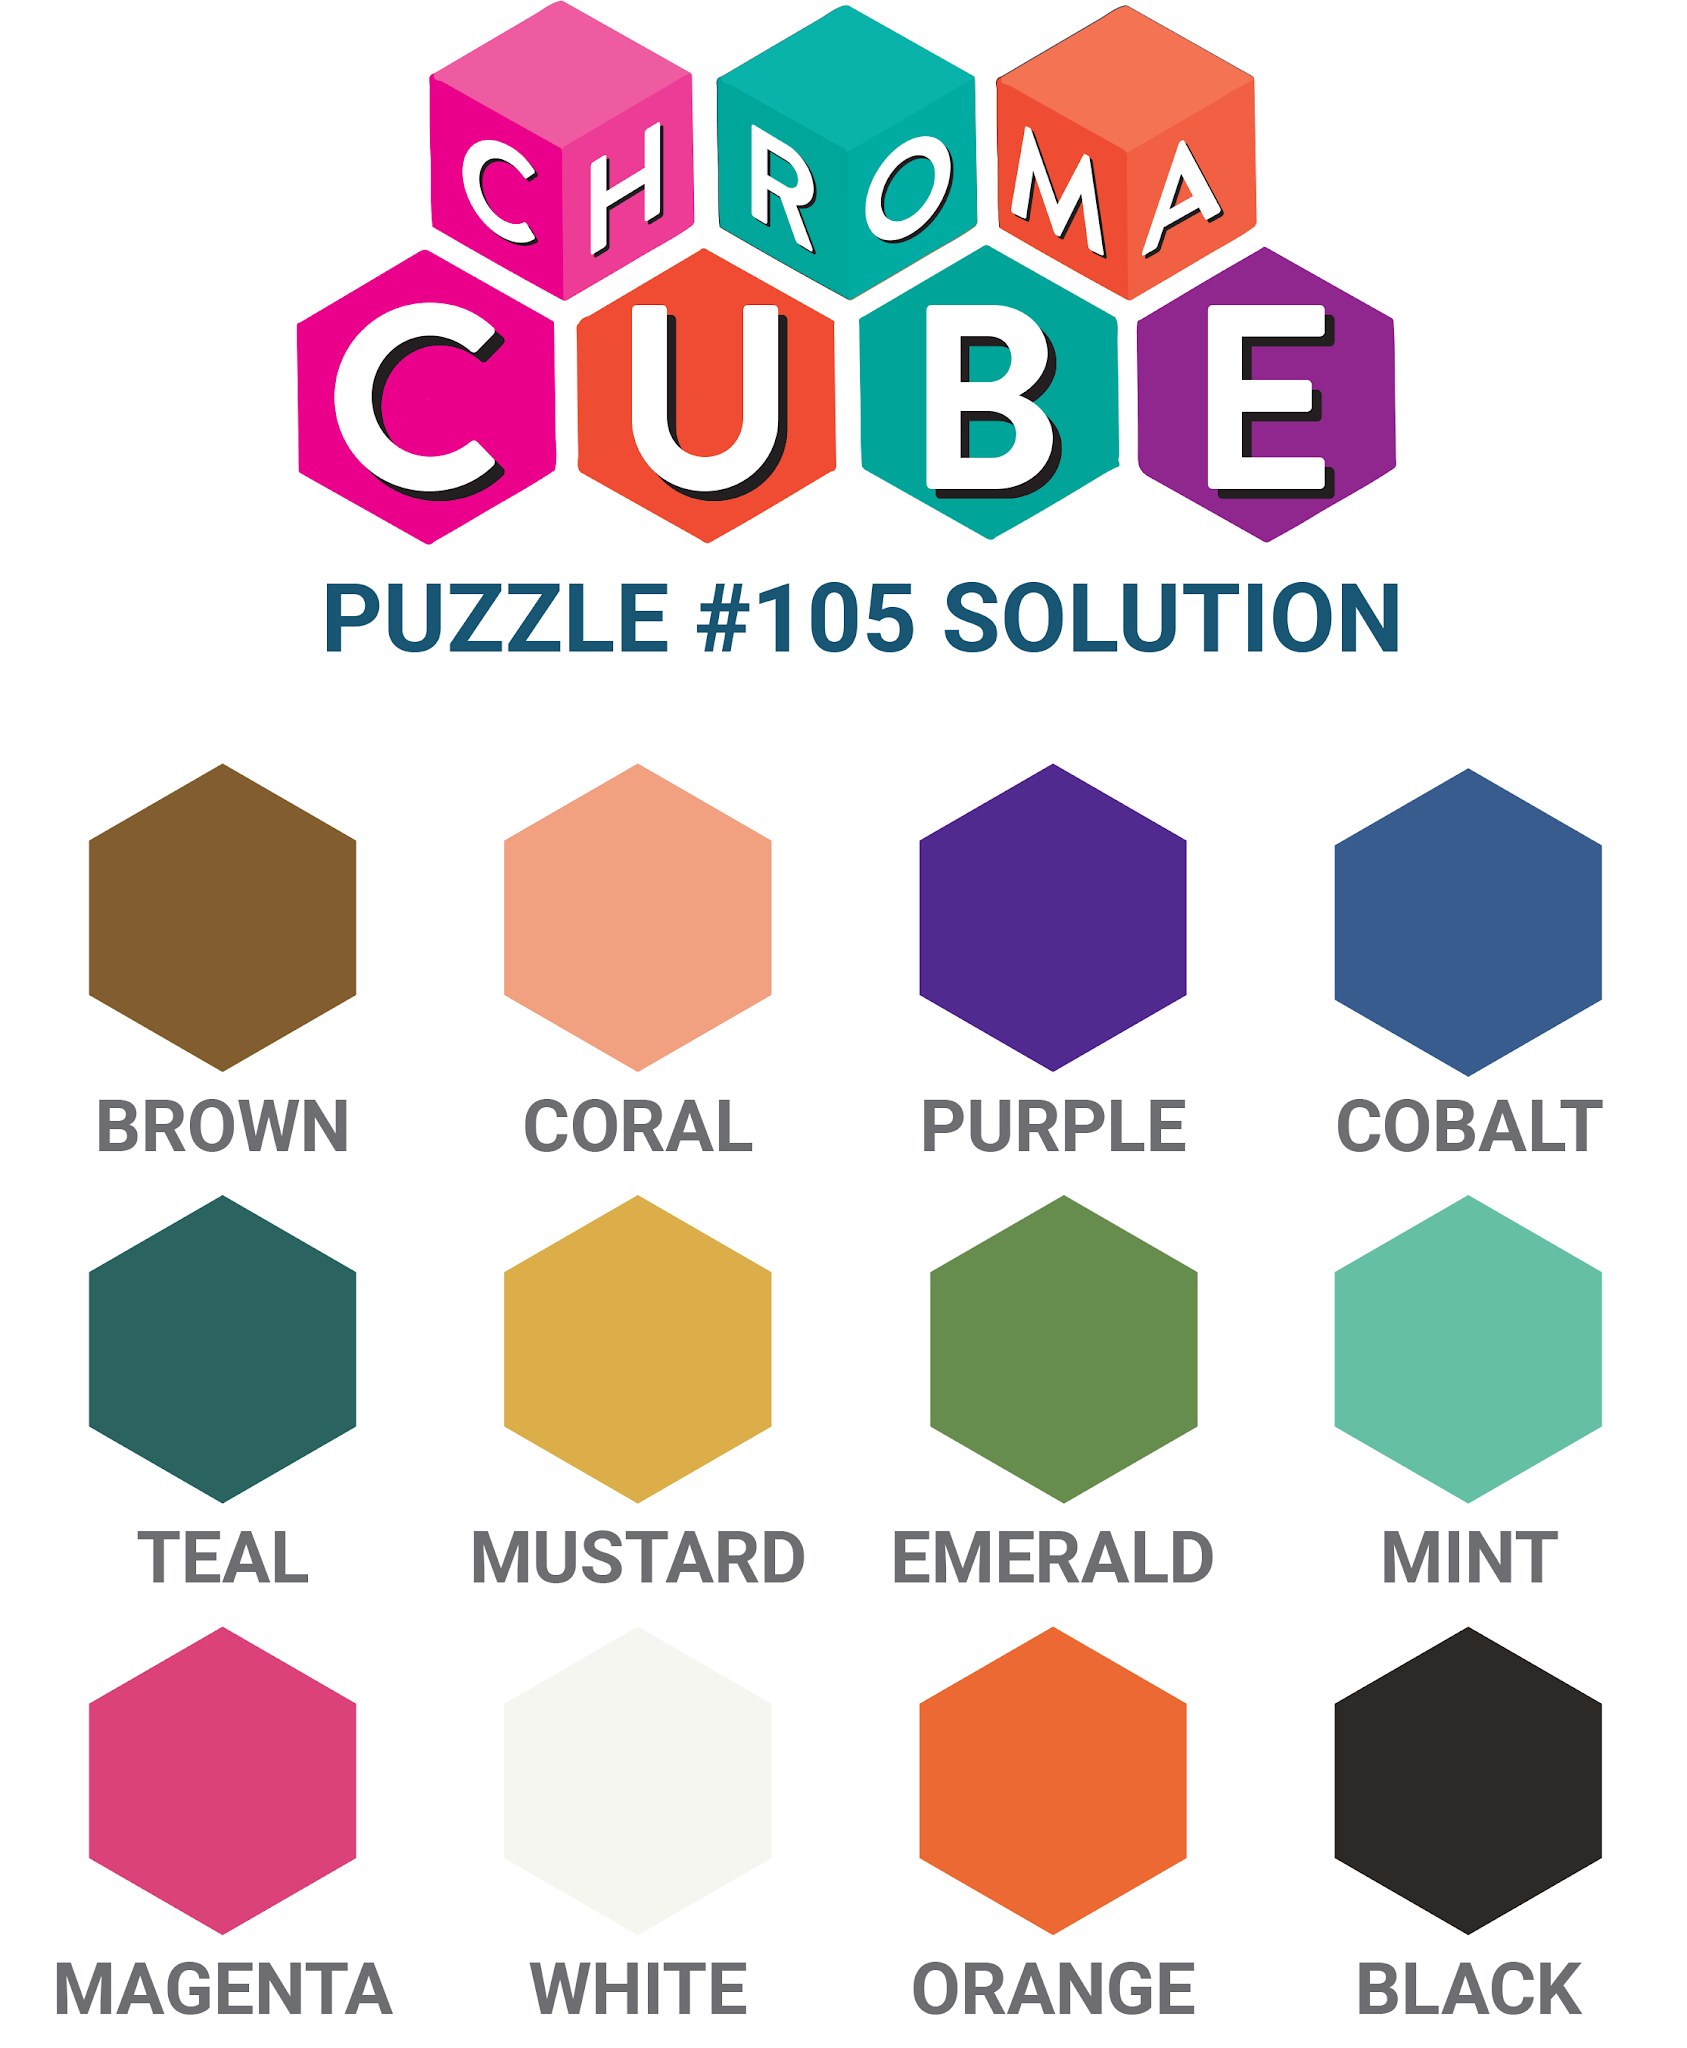 CHROMA
CUBE
PUZZLE #105 SOLUTION
BROWN CORAL PURPLE COBALT
TEAL MUSTARD EMERALD MINT
MAGENTA WHITE ORANGE BLACK